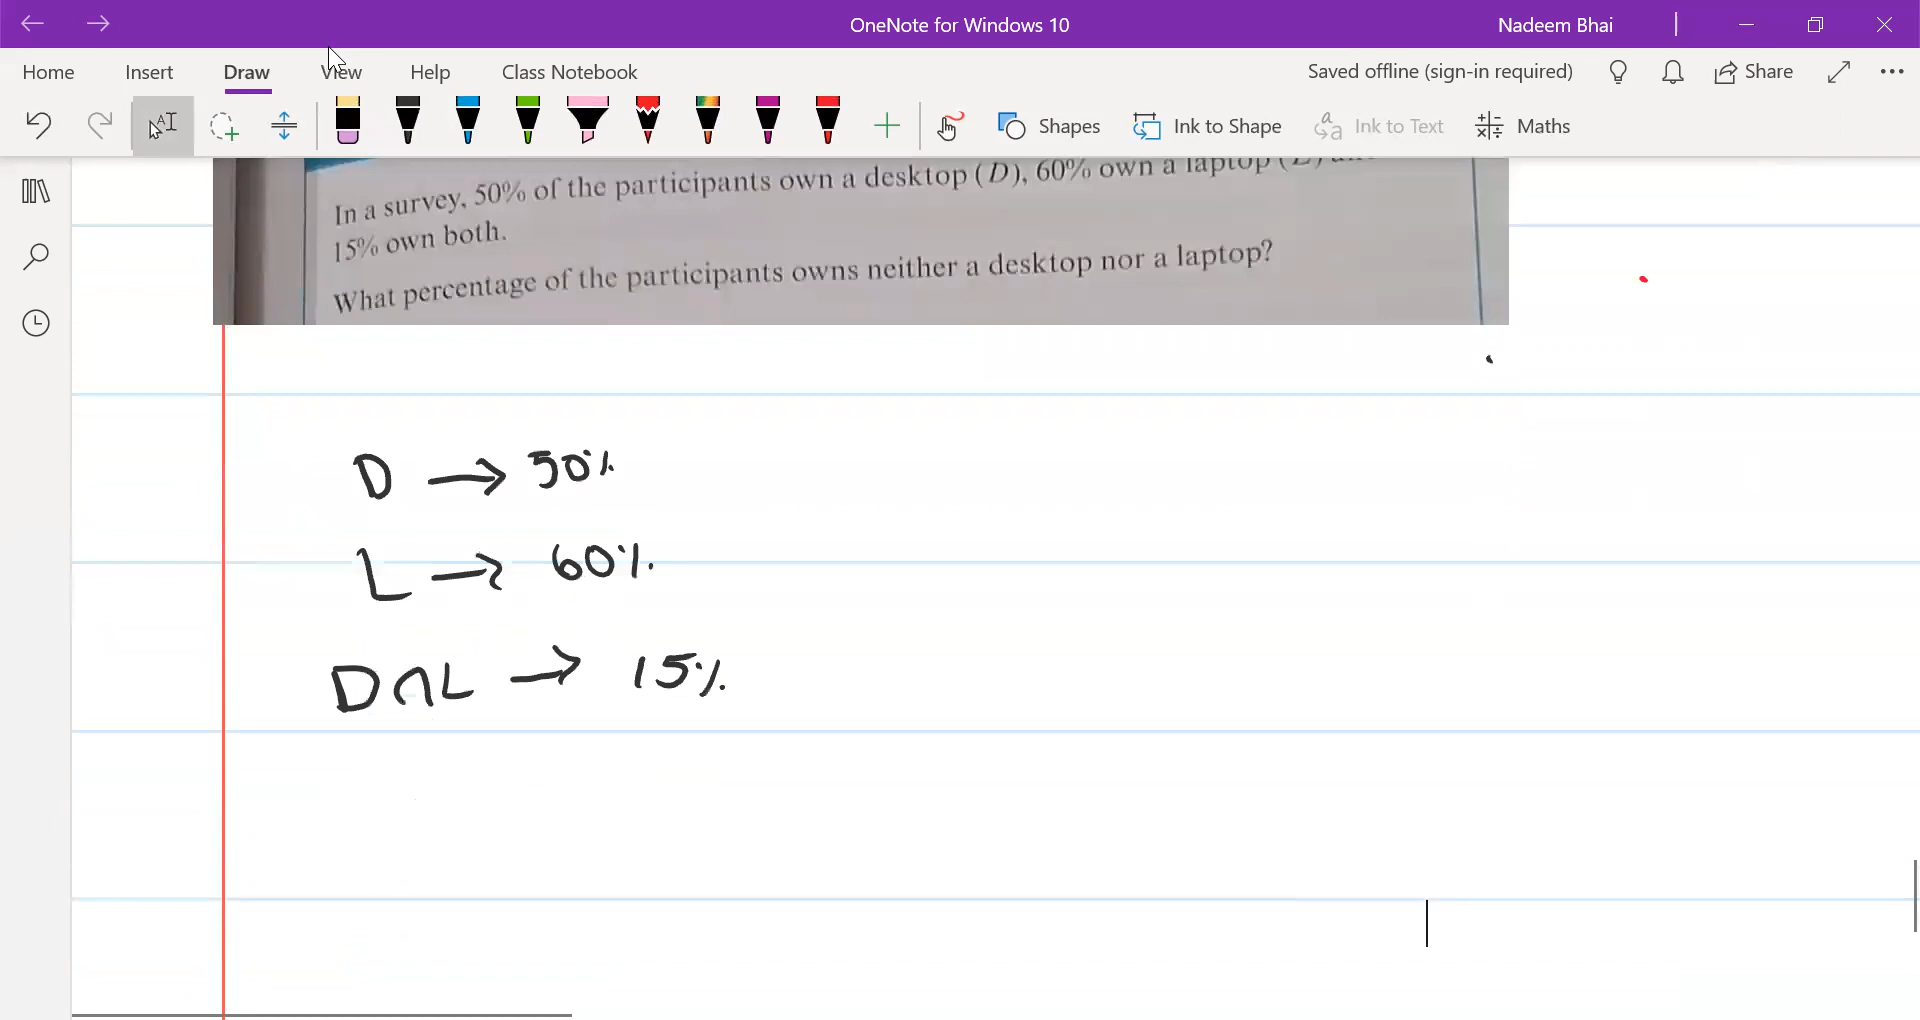 OneNote for Windows 10
Nadeem Bhai
Home Insert Draw View Help Class Notebook
Saved offline (sign-in required) Share
Shapes Ink to Shape Ink to Text Maths
In a survey, 50% of the participants own a desktop (D), 60% own a laptop (L)
15% own both.
What percentage of the participants owns neither a desktop nor a laptop?
D → 50%
L → 60%
D∩L → 15%